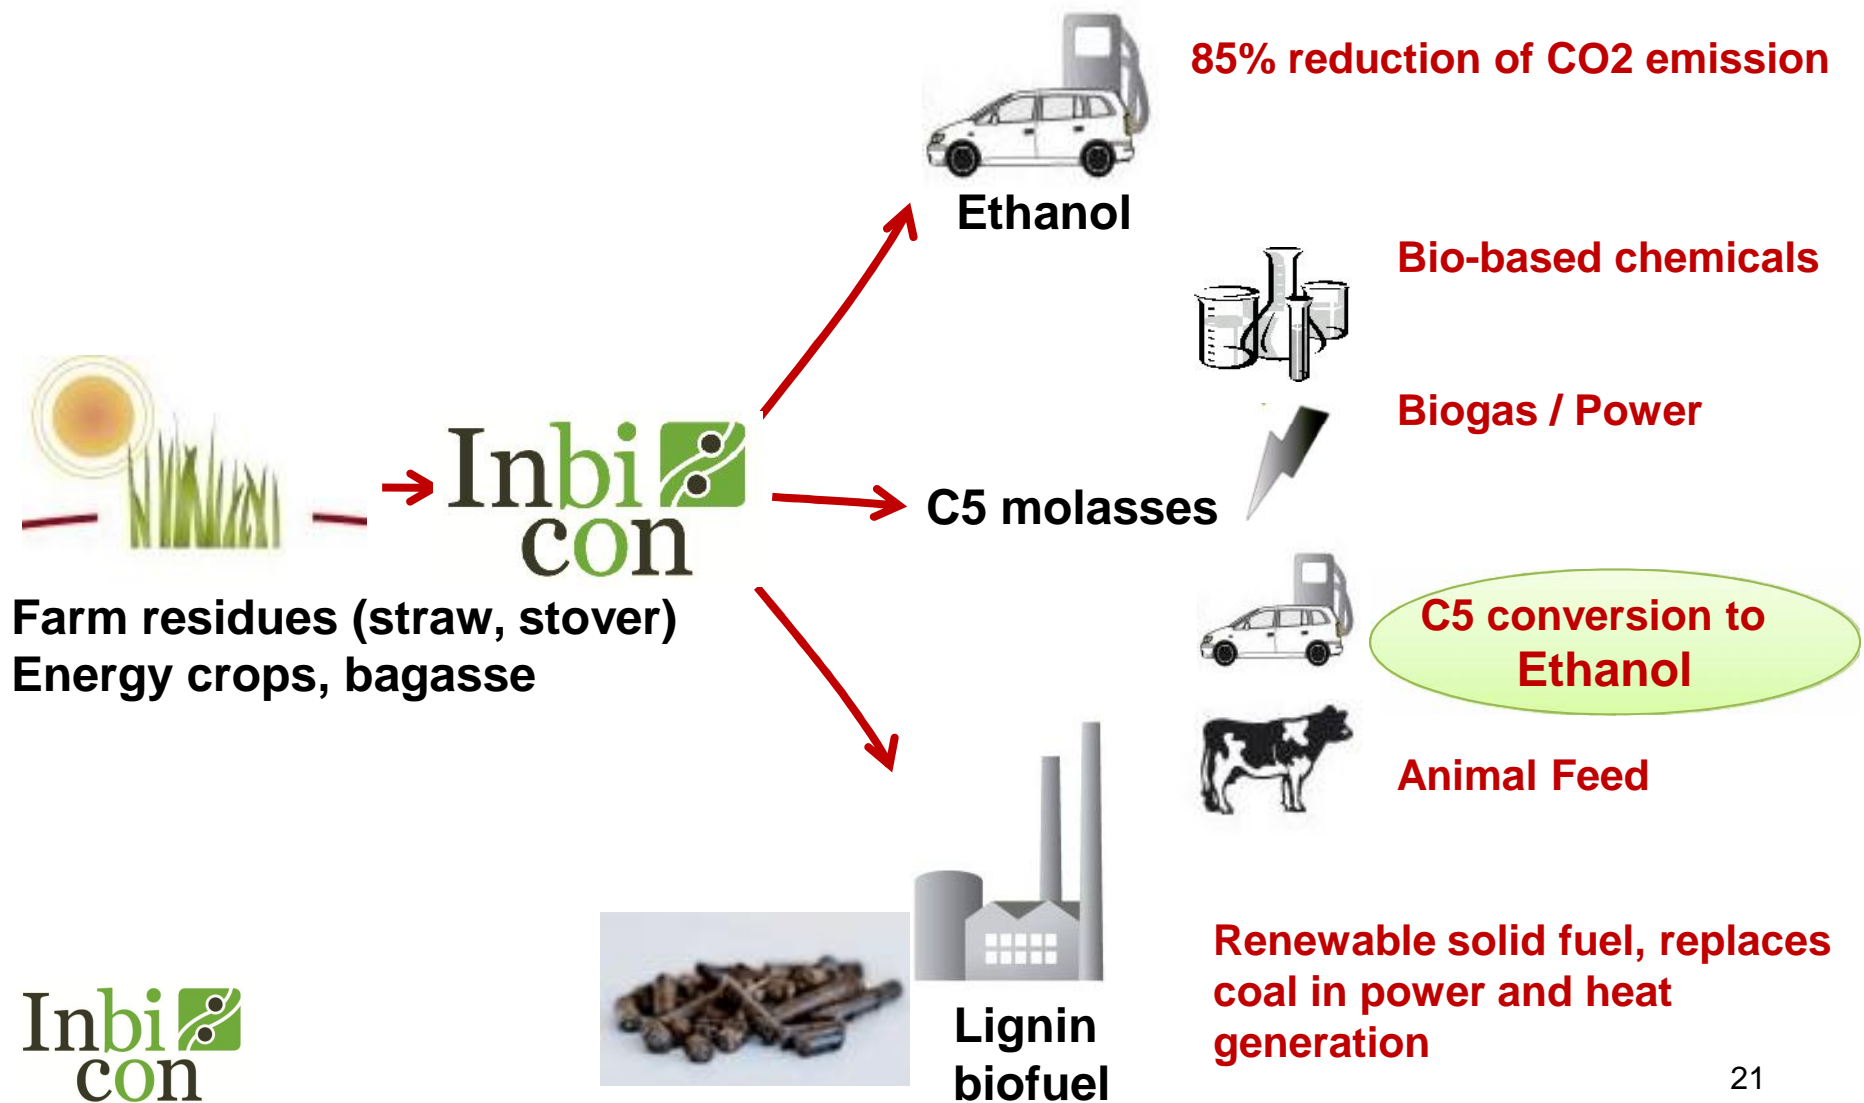 85% reduction of CO2 emission
Ethanol
Bio-based chemicals
Biogas / Power
Inbi
con
C5 molasses
Farm residues (straw, stover)
Energy crops, bagasse
C5 conversion to
Ethanol
Animal Feed
Renewable solid fuel, replaces
coal in power and heat
generation
Lignin
biofuel
Inbi
con
21